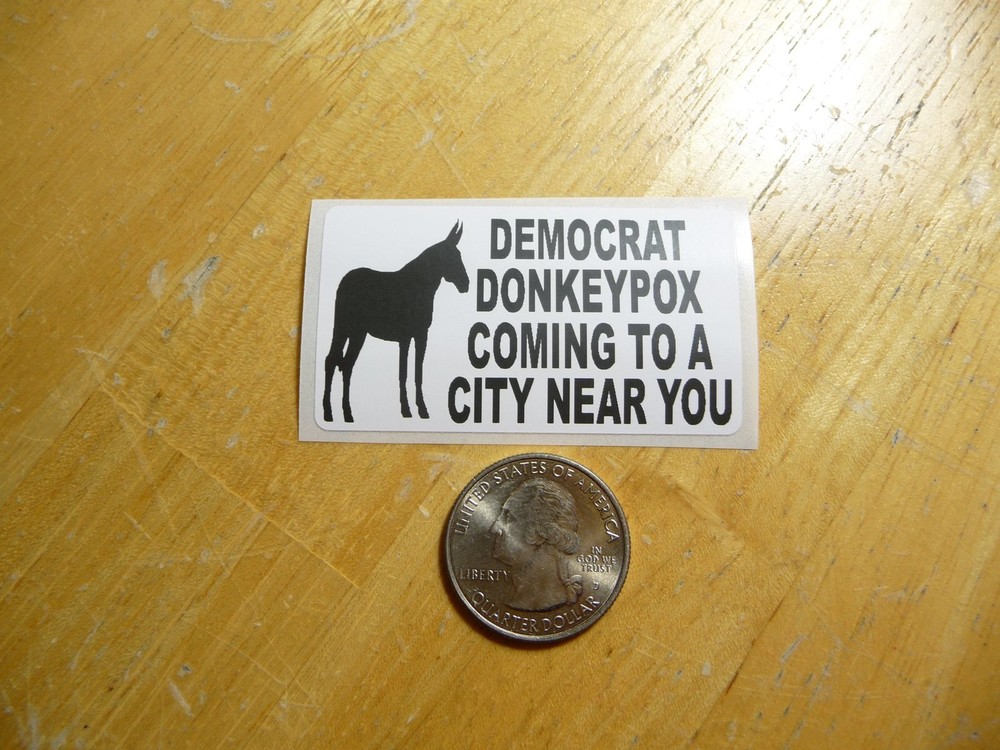 DEMOCRAT
DONKEYPOX
COMING TO A
CITY NEAR YOU
UNITED STATES OF AMERICA
LIBERTY
IN
GOD WE
TRUST
QUARTER DOLLAR